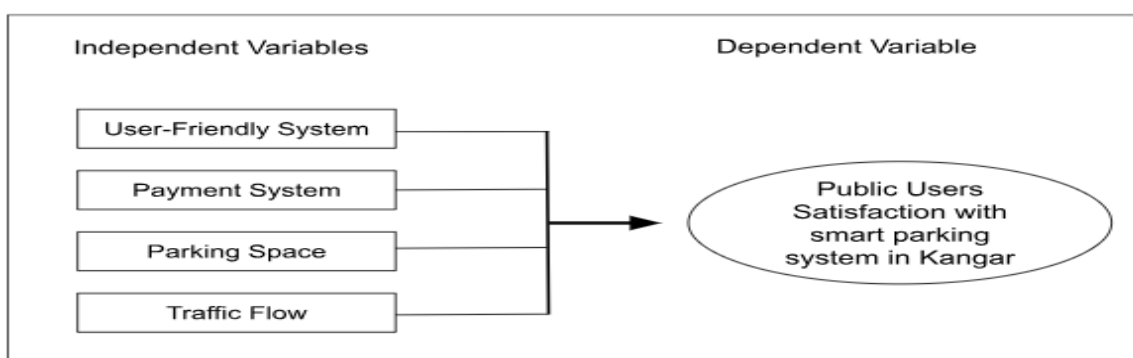 Independent Variables
Dependent Variable
User-Friendly System
Payment System
Parking Space
Traffic Flow
Public Users
Satisfaction with
smart parking
system in Kangar